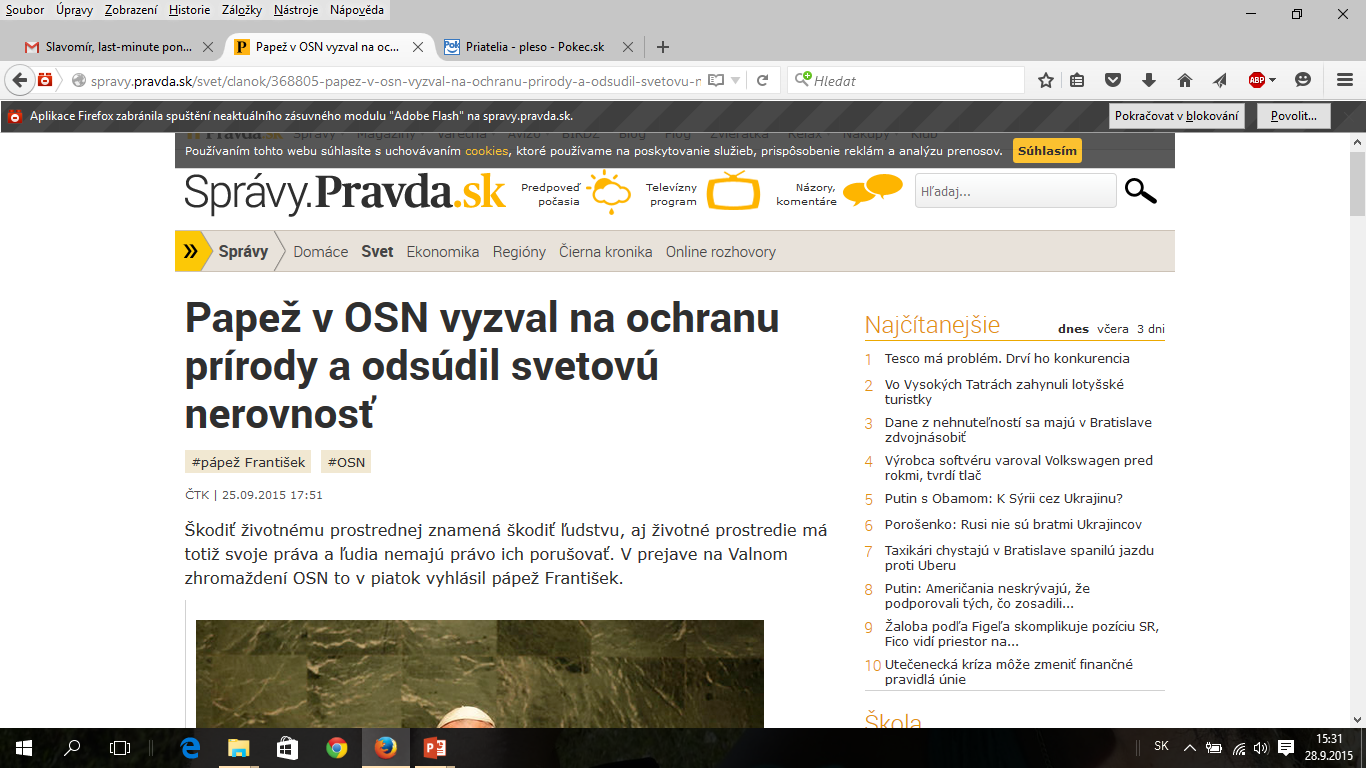 Soubor Úpravy Zobrazení Historie Záložky Nástroje Nápověda
Slavomír, last-minute pon...
Papež v OSN vyzval na oc...
Priatelia - pleso - Pokec.sk
spravy.pravda.sk/svet/clanok/368805-papez-v-osn-vyzval-na-ochranu-prirody-a-odsudil-svetovu-n
Hledat
ABP
Aplikace Firefox zabránila spuštění neaktuálního zásuvného modulu "Adobe Flash" na spravy.pravda.sk.
Pokračovat v blokování
Povolit...
Používaním tohto webu súhlasíte s uchovávaním cookies, ktoré používame na poskytovanie služieb, prispôsobenie reklám a analýzu prenosov.
Súhlasím
Správy.Pravda.sk
Predpoveď
počasia
Televízny
program
Názory,
komentáre
Hľadaj...
Správy Domáce Svet Ekonomika Regióny Čierna kronika Online rozhovory
Papež v OSN vyzval na ochranu
prírody a odsúdil svetovú
nerovnosť
#pápež František #OSN
ČTK | 25.09.2015 17:51
Škodiť životnému prostrednej znamená škodiť ľudstvu, aj životné prostredie má
totiž svoje práva a ľudia nemajú právo ich porušovať. V prejave na Valnom
zhromaždení OSN to v piatok vyhlásil pápež František.
Najčítanejšie dnes včera 3 dni
1 Tesco má problém. Drví ho konkurencia
2 Vo Vysokých Tatrách zahynuli lotyšské
turistky
3 Dane z nehnuteľností sa majú v Bratislave
zdvojnásobiť
4 Výrobca softvéru varoval Volkswagen pred
rokmi, tvrdí tlač
5 Putin s Obamom: K Sýrii cez Ukrajinu?
6 Porošenko: Rusi nie sú bratmi Ukrajincov
7 Taxikári chystajú v Bratislave spanilú jazdu
proti Uberu
8 Putin: Američania neskrývajú, že
podporovali tých, čo zosadili...
9 Žaloba podľa Figeľa skomplikuje pozíciu SR,
Fico vidí priestor na...
10 Utečenecká kríza môže zmeniť finančné
pravidlá únie
Škola
SK
15:31
28.9.2015